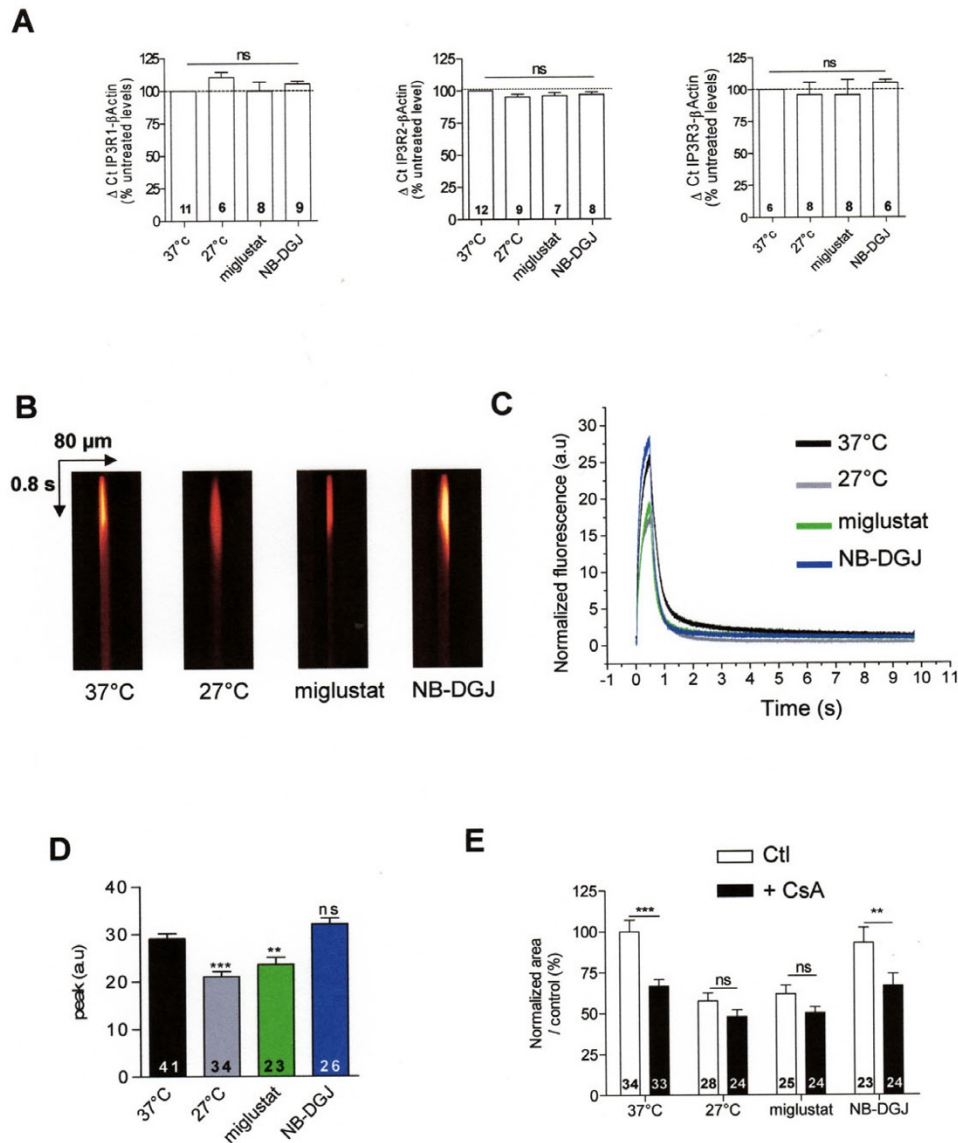 A
ns
ns
ns
Δ Ct IP3R1-βActin
(% untreated levels)
125
100
75
50
25
0
11
6
8
9
37°c
27°c
miglustat
NB-DGJ
Δ Ct IP3R2-βActin
(% untreated level)
125
100
75
50
25
0
12
9
7
8
37°c
27°c
miglustat
NB-DGJ
Δ Ct IP3R3-βActin
(% untreated levels)
125
100
75
50
25
0
6
8
8
6
37°c
27°c
miglustat
NB-DGJ
B
80 µm
0.8 s
37°C
27°C
miglustat
NB-DGJ
C
Normalized fluorescence (a.u)
30
25
20
15
10
5
0
-1 0 1 2 3 4 5 6 7 8 9 10 11
Time (s)
37°C
27°C
miglustat
NB-DGJ
D
peak (a.u)
40
30
20
10
0
***
**
ns
41
34
23
26
37°C
27°C
miglustat
NB-DGJ
E
Ctl
+ CsA
Normalized area
/ control (%)
125
100
75
50
25
0
***
ns
ns
**
34
33
28
24
25
24
23
24
37°C
27°C
miglustat
NB-DGJ